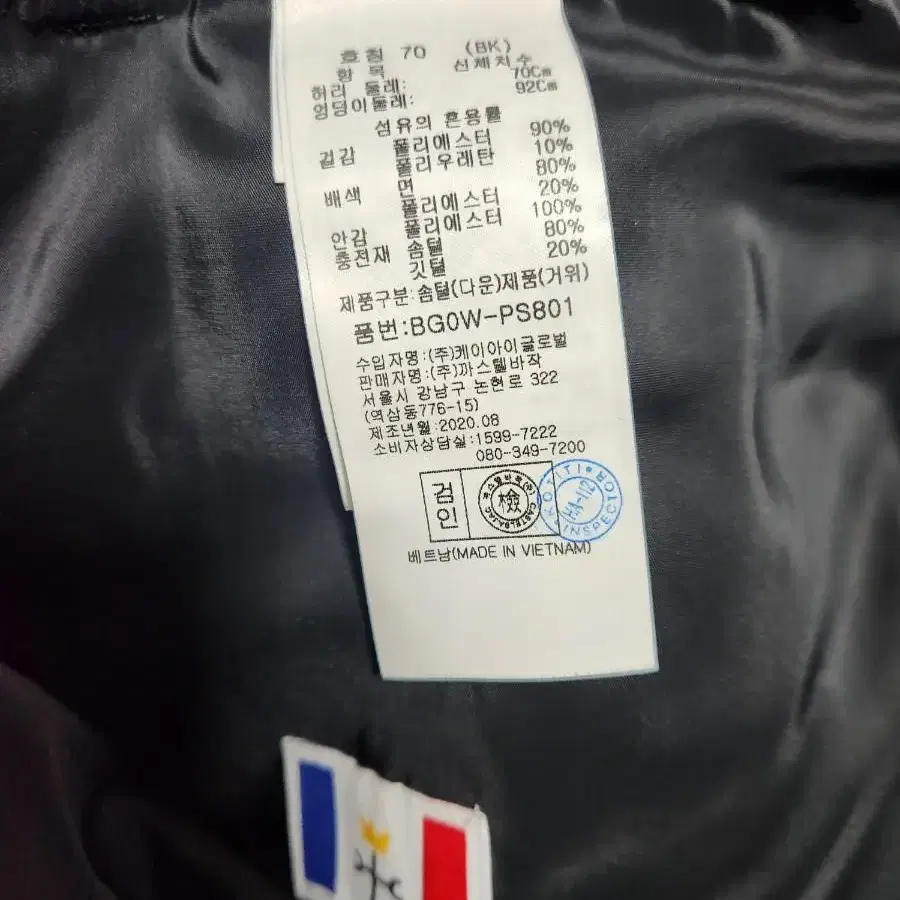 호칭 70 (BK)
항 목 신체치수
허리 둘레: 70Cm
엉덩이둘레: 92Cm
섬유의 혼용률
겉감 폴리에스터 90%
폴리우레탄 10%
배색 면 80%
폴리에스터 20%
안감 폴리에스터 100%
충전재 솜털 80%
깃털 20%
제품구분:솜털(다운)제품(거위)
품번:BG0W-PS801
수입자명:(주)케이아이글로벌
판매자명:(주)까스텔바작
서울시 강남구 논현로 322
(역삼동776-15)
제조년월:2020.08
소비자상담실:1599-7222
080-349-7200
검인
檢
CASTELBAJAC
KOTITI
HA-112
INSPECTOR
베트남(MADE IN VIETNAM)